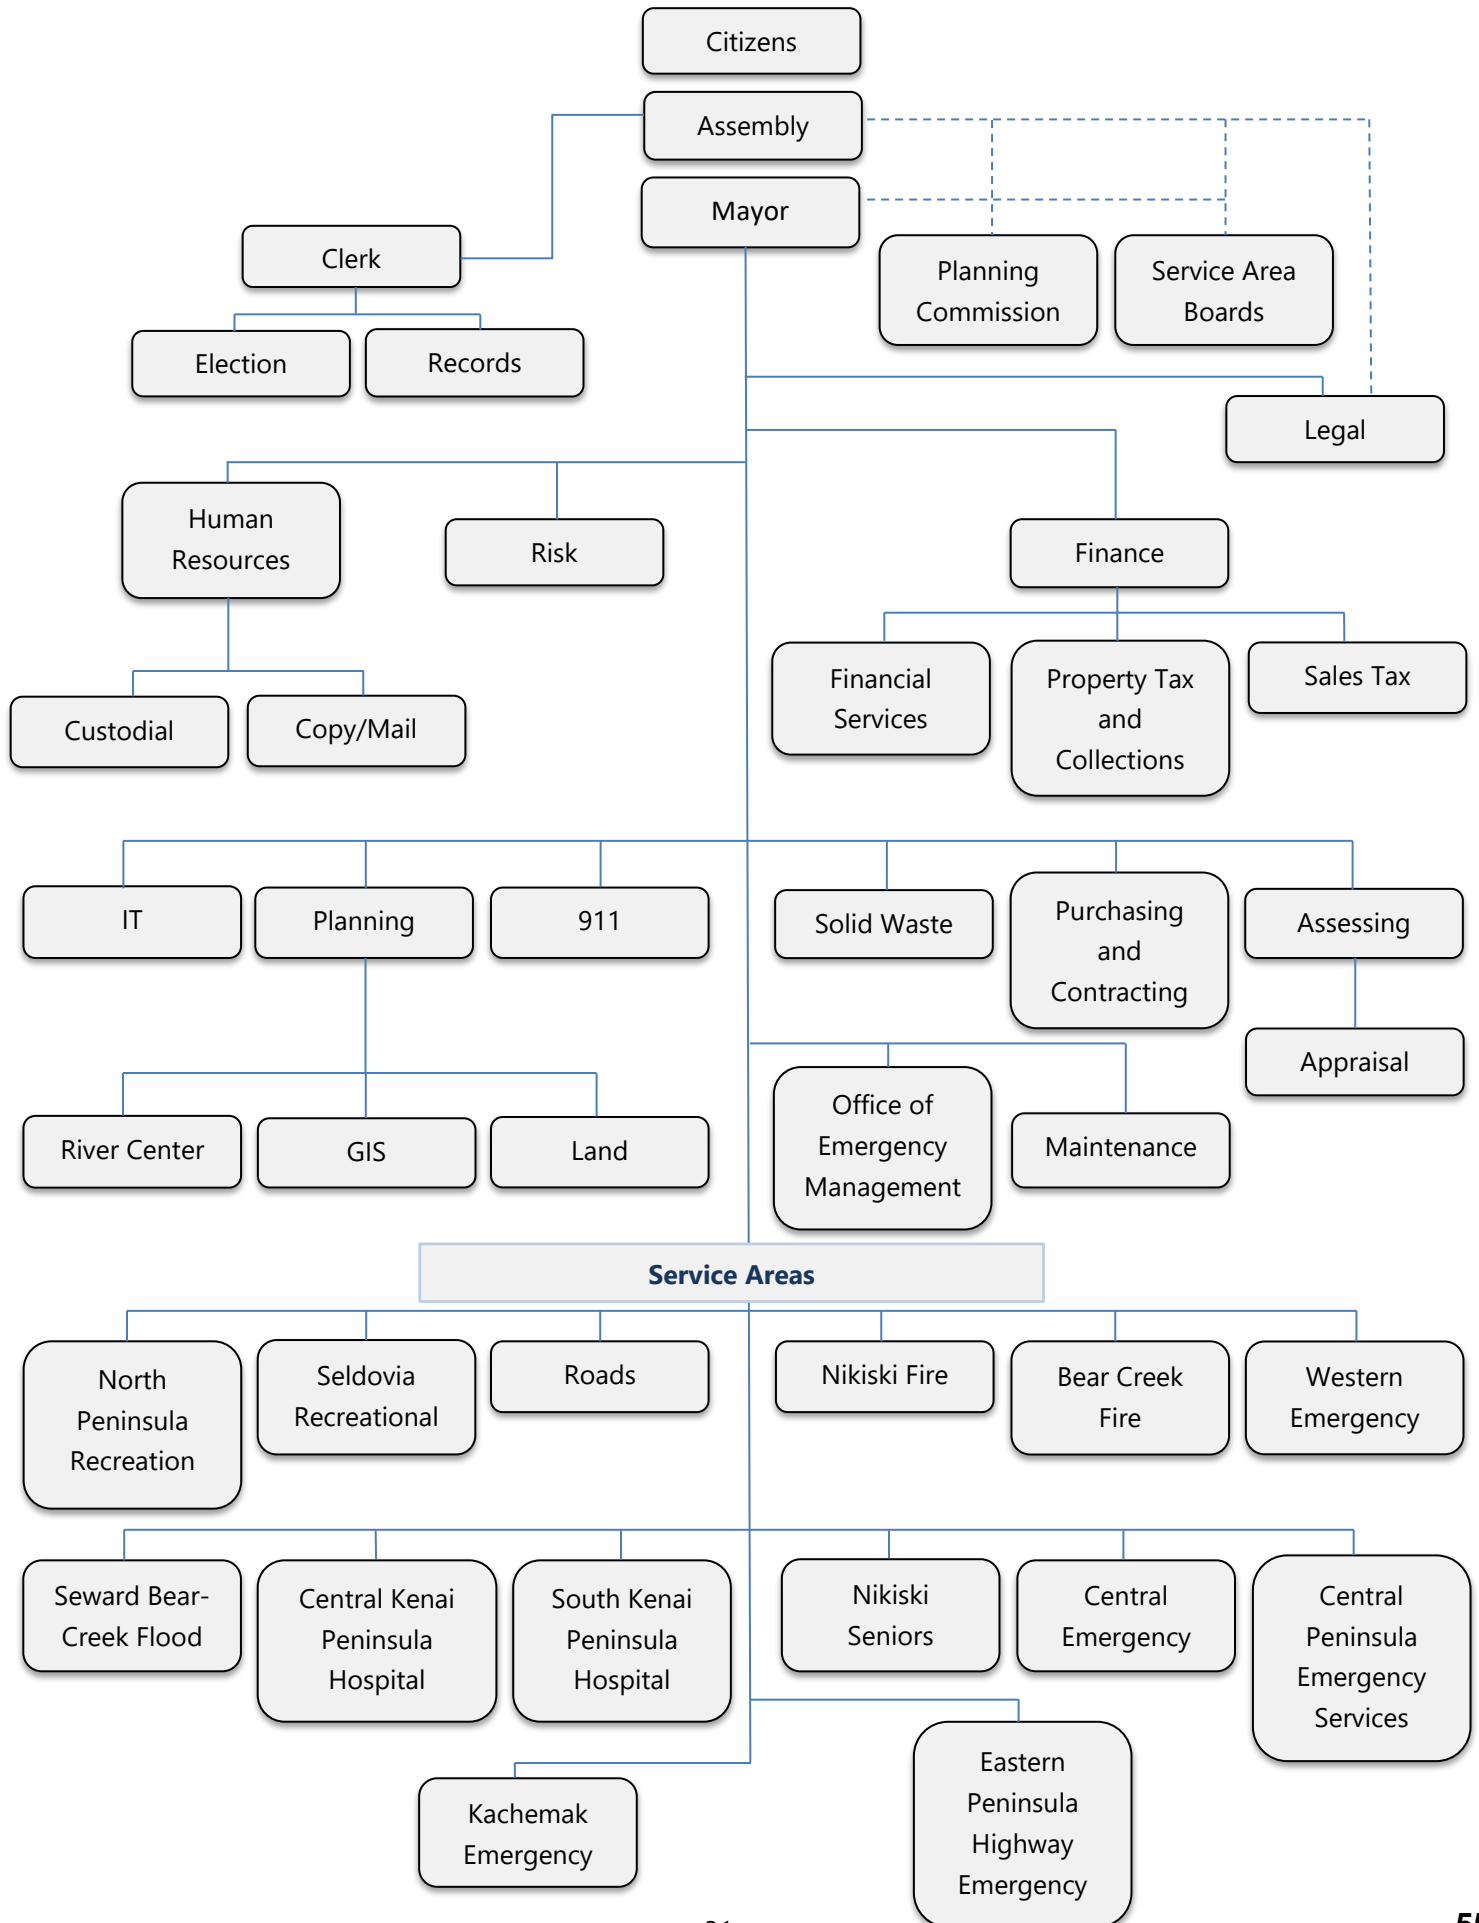 Citizens
Assembly
Mayor
Clerk
Planning
Commission
Service Area
Boards
Election
Records
Legal
Human
Resources
Risk
Finance
Custodial
Copy/Mail
Financial
Services
Property Tax
and
Collections
Sales Tax
IT
Planning
911
Solid Waste
Purchasing
and
Contracting
Assessing
Appraisal
River Center
GIS
Land
Office of
Emergency
Management
Maintenance
Service Areas
North
Peninsula
Recreation
Seldovia
Recreational
Roads
Nikiski Fire
Bear Creek
Fire
Western
Emergency
Seward Bear-
Creek Flood
Central Kenai
Peninsula
Hospital
South Kenai
Peninsula
Hospital
Nikiski
Seniors
Central
Emergency
Central
Peninsula
Emergency
Services
Kachemak
Emergency
Eastern
Peninsula
Highway
Emergency